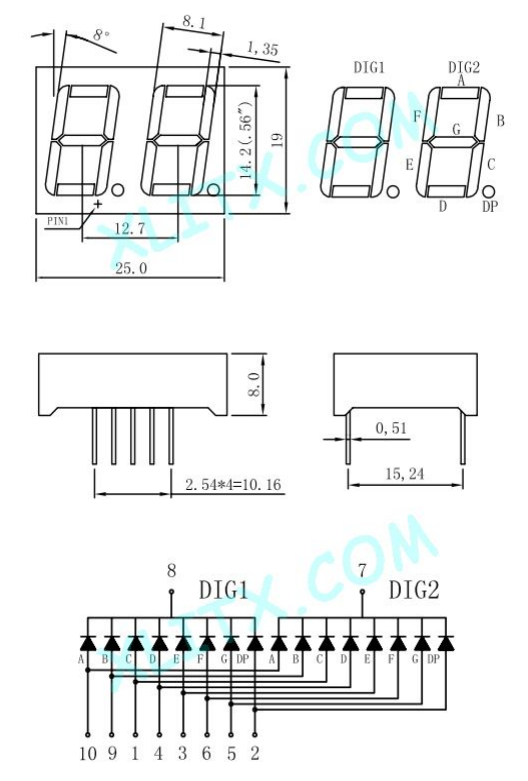 8.1
8°
1,35
DIG1 DIG2
A
F B
G
E C
D DP
14.2(.56")
19
PIN1
12.7
25.0
8.0
0,51
2.54*4=10.16
15,24
8 DIG1 7 DIG2
A B C D E F G DP A B C D E F G DP
10 9 1 4 3 6 5 2
XLITX.COM
XLITX.COM